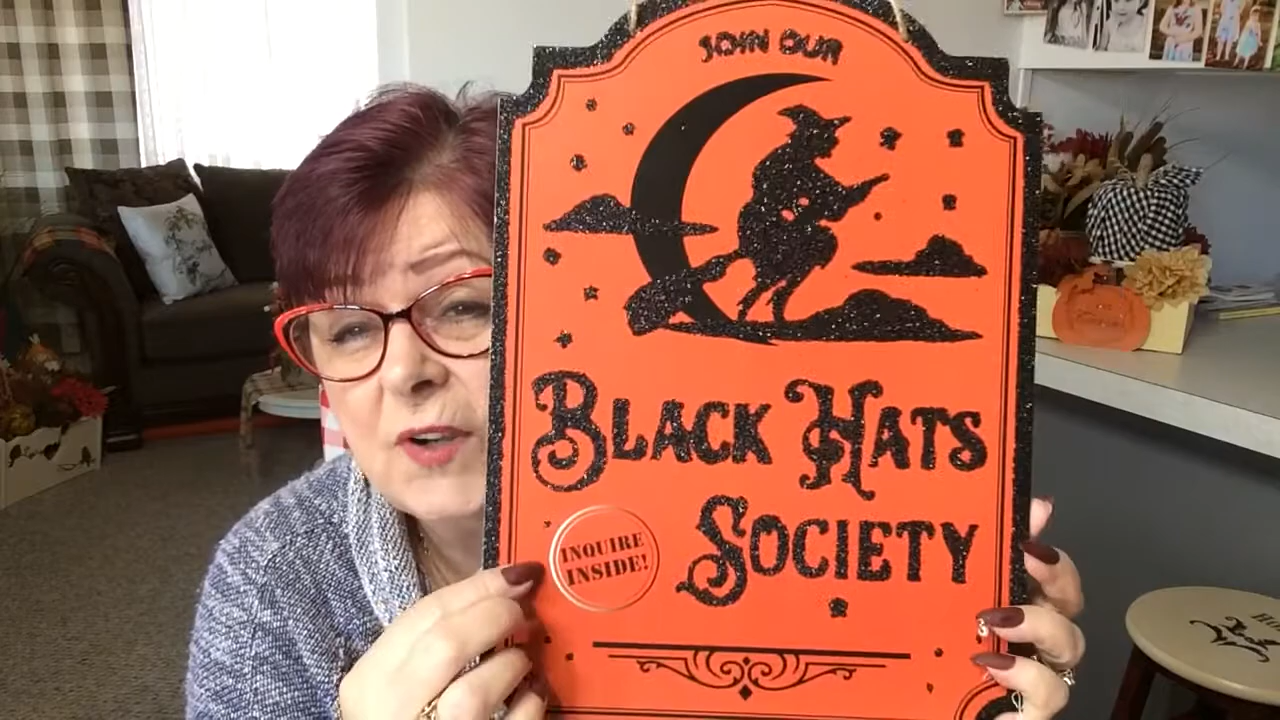 JOIN OUR
BLACK HATS
SOCIETY
INQUIRE
INSIDE!